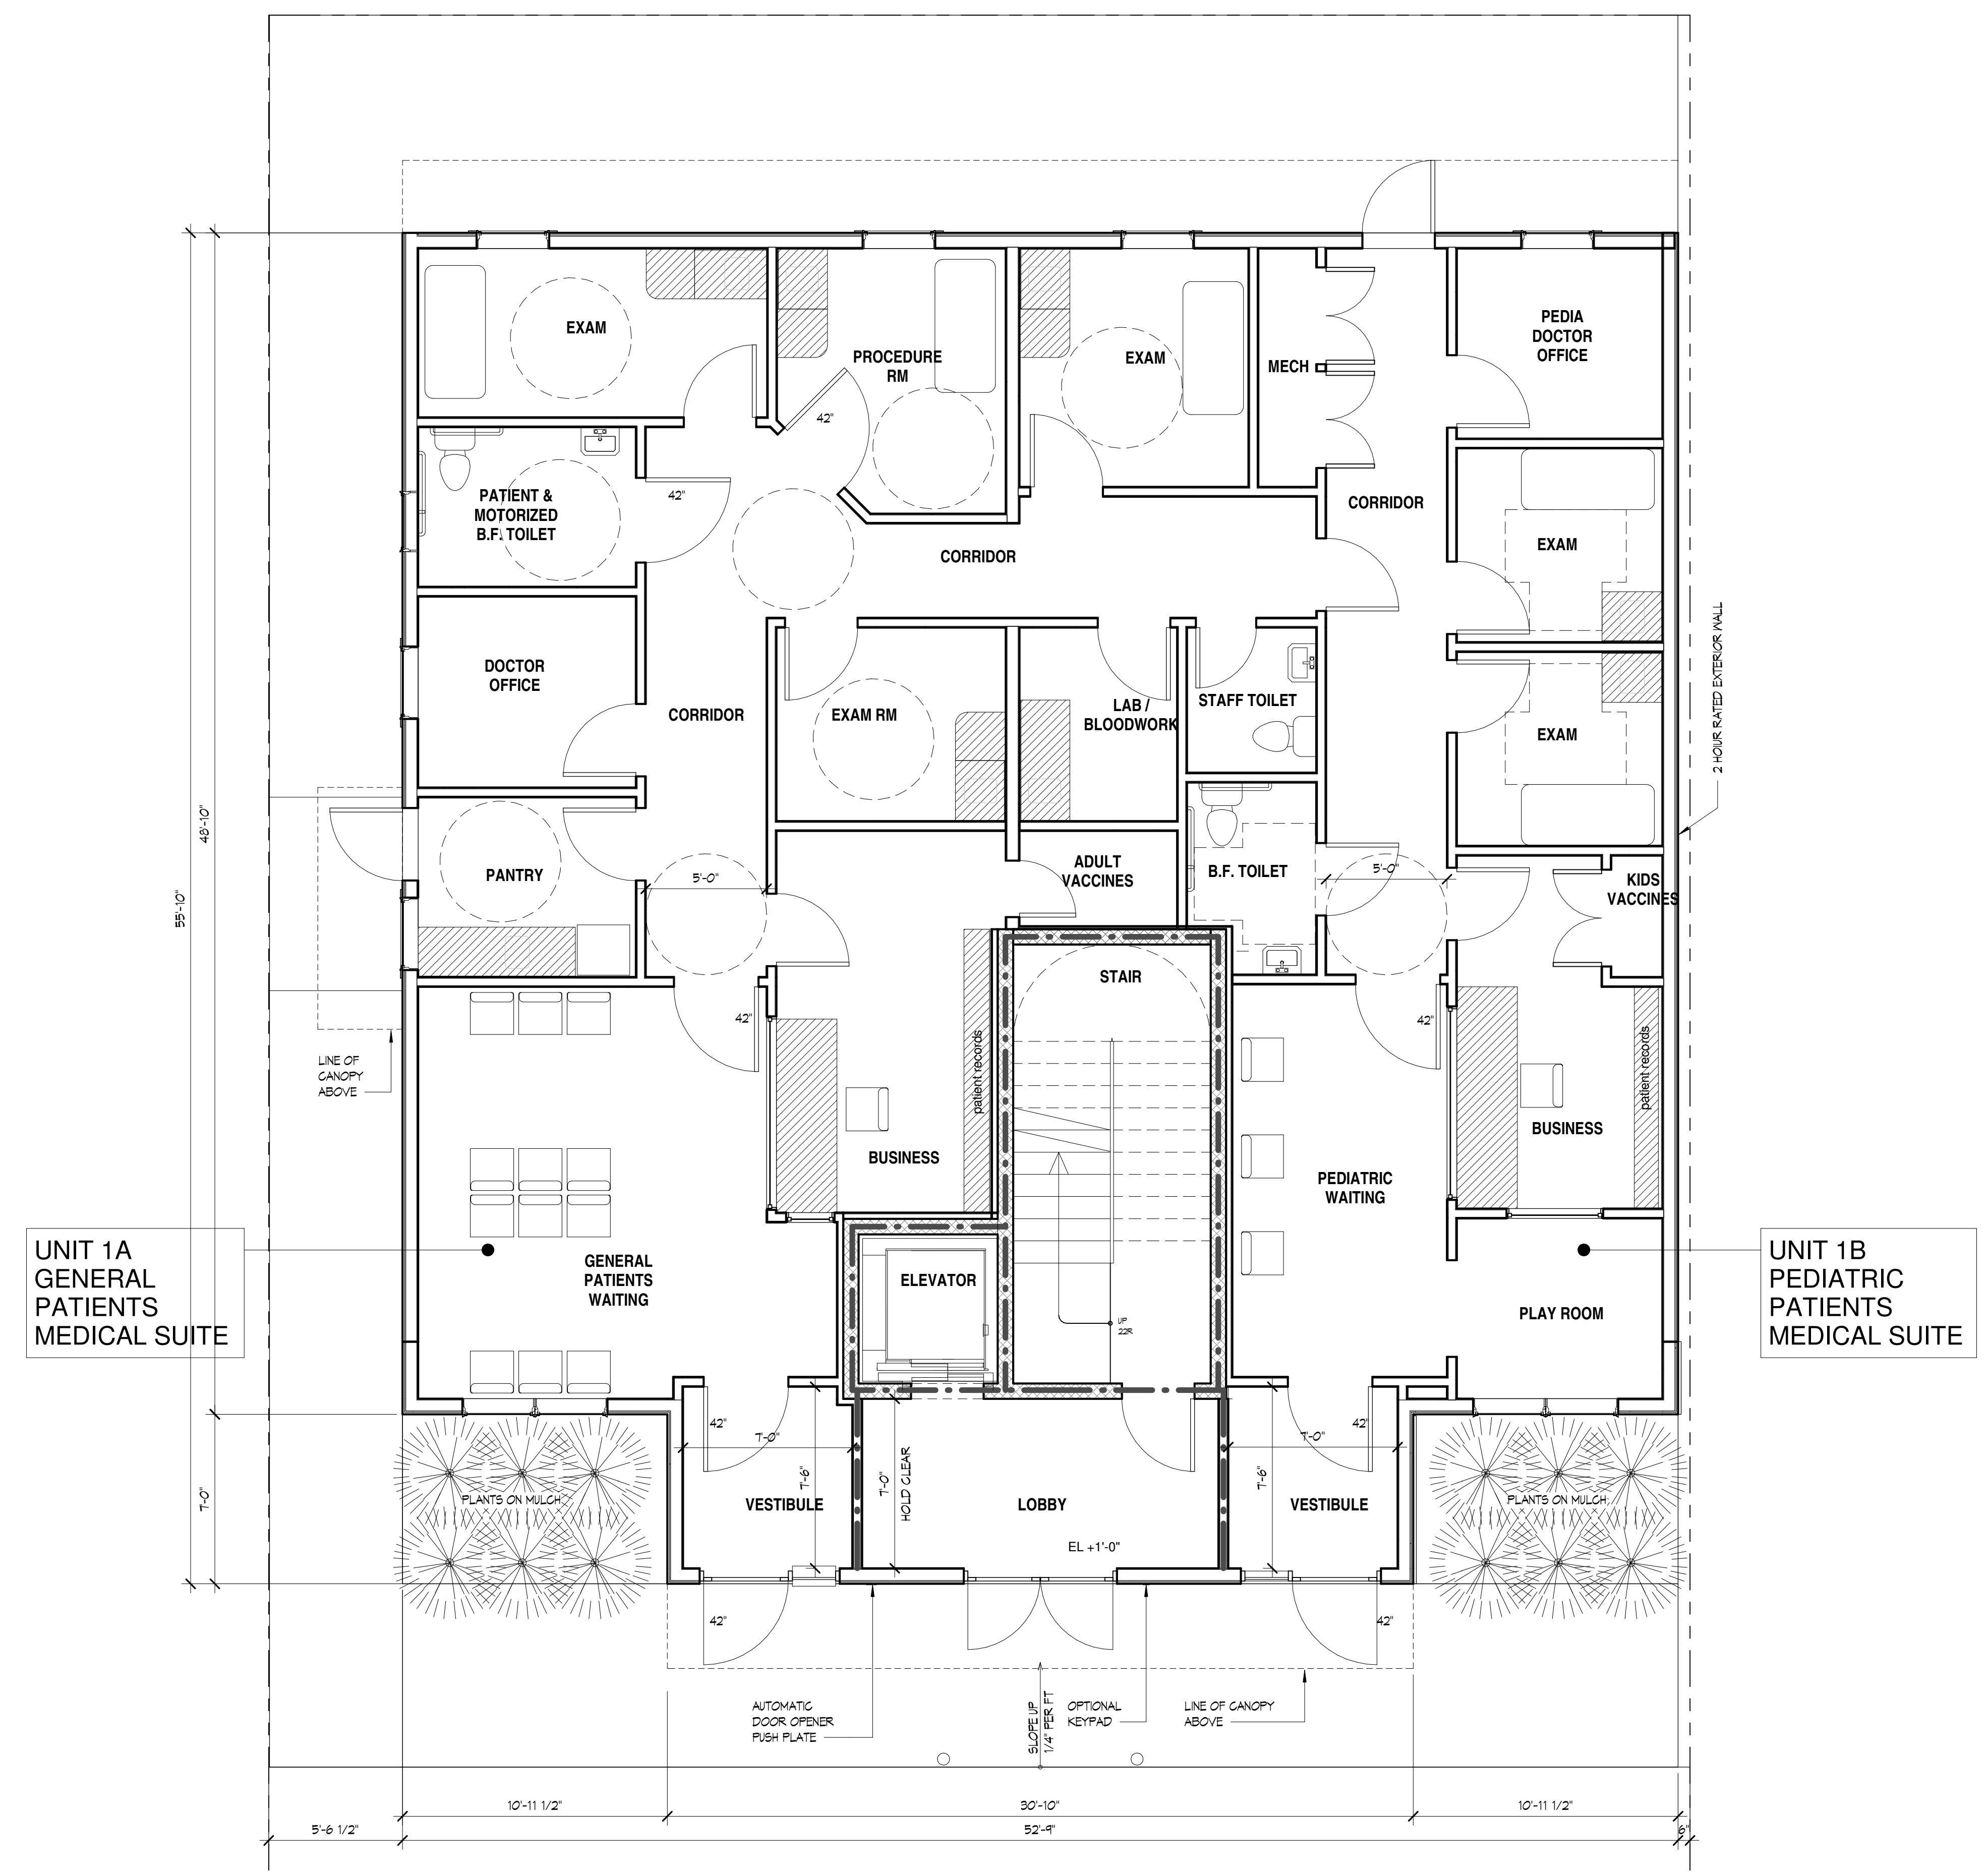 EXAM
PROCEDURE
RM
EXAM
MECH
PEDIA
DOCTOR
OFFICE
42"
PATIENT &
MOTORIZED
B.F. TOILET
42"
CORRIDOR
CORRIDOR
EXAM
DOCTOR
OFFICE
CORRIDOR
EXAM RM
LAB /
BLOODWORK
STAFF TOILET
EXAM
2 HOIUR RATED EXTERIOR WALL
48'-10"
55'-10"
PANTRY
5'-0"
ADULT
VACCINES
B.F. TOILET
5'-0"
KIDS
VACCINES
STAIR
42"
42"
LINE OF
CANOPY
ABOVE
patient records
patient records
BUSINESS
BUSINESS
PEDIATRIC
WAITING
UNIT 1A
GENERAL
PATIENTS
MEDICAL SUITE
GENERAL
PATIENTS
WAITING
ELEVATOR
UP
22R
PLAY ROOM
UNIT 1B
PEDIATRIC
PATIENTS
MEDICAL SUITE
42"
7'-0"
7'-6"
7'-0"
HOLD CLEAR
7'-6"
42"
7'-0"
7'-0"
PLANTS ON MULCH
VESTIBULE
LOBBY
EL +1'-0"
VESTIBULE
PLANTS ON MULCH
42"
42"
AUTOMATIC
DOOR OPENER
PUSH PLATE
SLOPE UP
1/4" PER FT
OPTIONAL
KEYPAD
LINE OF CANOPY
ABOVE
10'-11 1/2"
30'-10"
10'-11 1/2"
5'-6 1/2"
52'-9"
6"